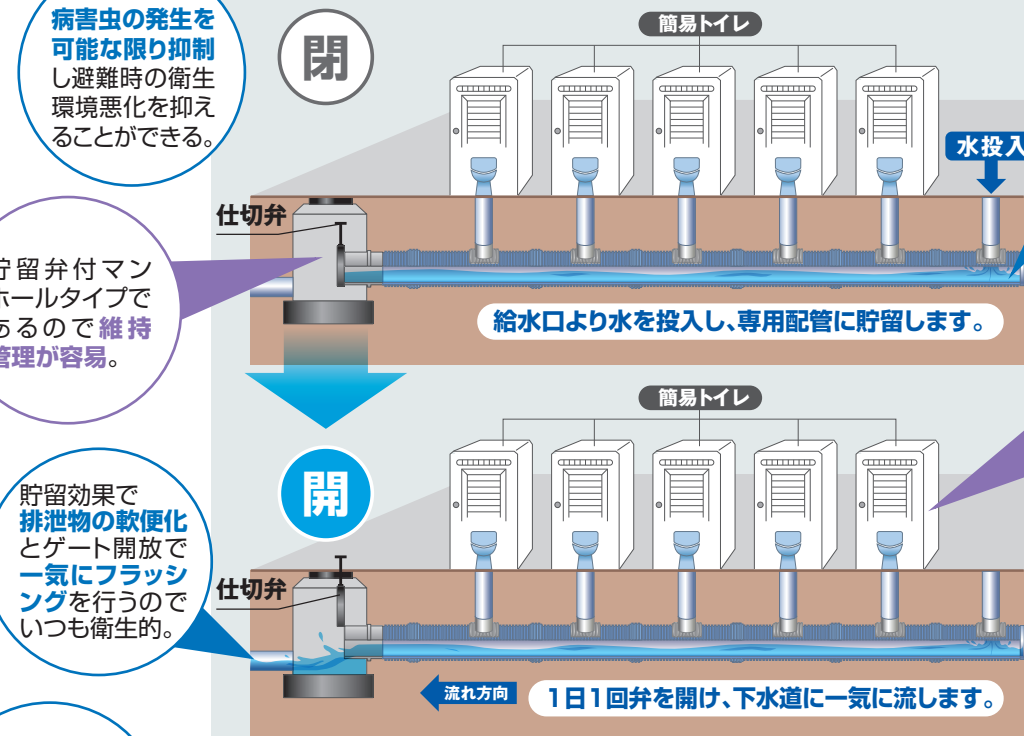 病害虫の発生を
可能な限り抑制
し避難時の衛生
環境悪化を抑え
ることができる。
閉
簡易トイレ
水投入
仕切弁
貯留弁付マン
ホールタイプで
あるので維持
管理が容易。
給水口より水を投入し、専用配管に貯留します。
簡易トイレ
開
貯留効果で
排泄物の軟便化
とゲート開放で
一気にフラッシ
ングを行うので
いつも衛生的。
仕切弁
流れ方向
1日1回弁を開け、下水道に一気に流します。